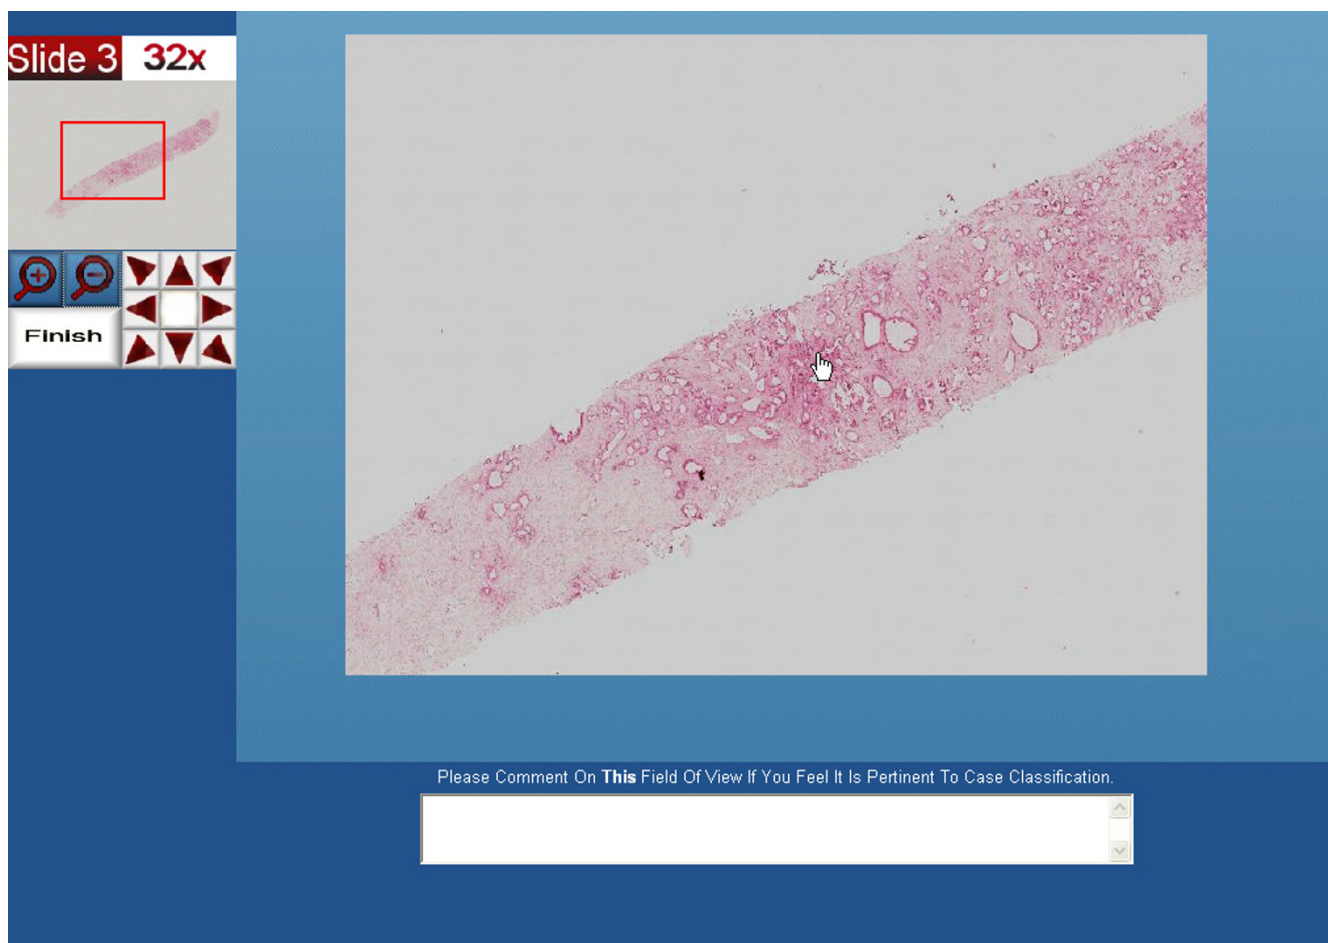 Slide 3 32x
Finish
Please Comment On This Field Of View If You Feel It Is Pertinent To Case Classification.